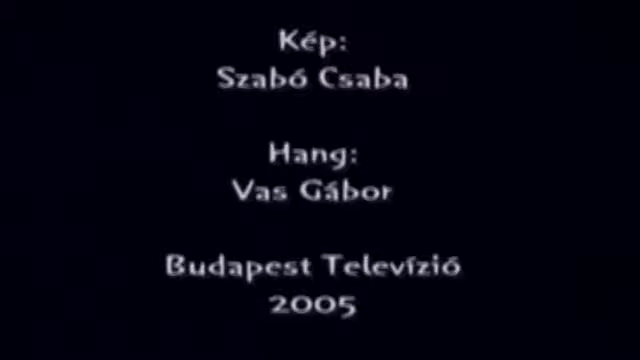 Kép:
Szabó Csaba
Hang:
Vas Gábor
Budapest Televízió
2005